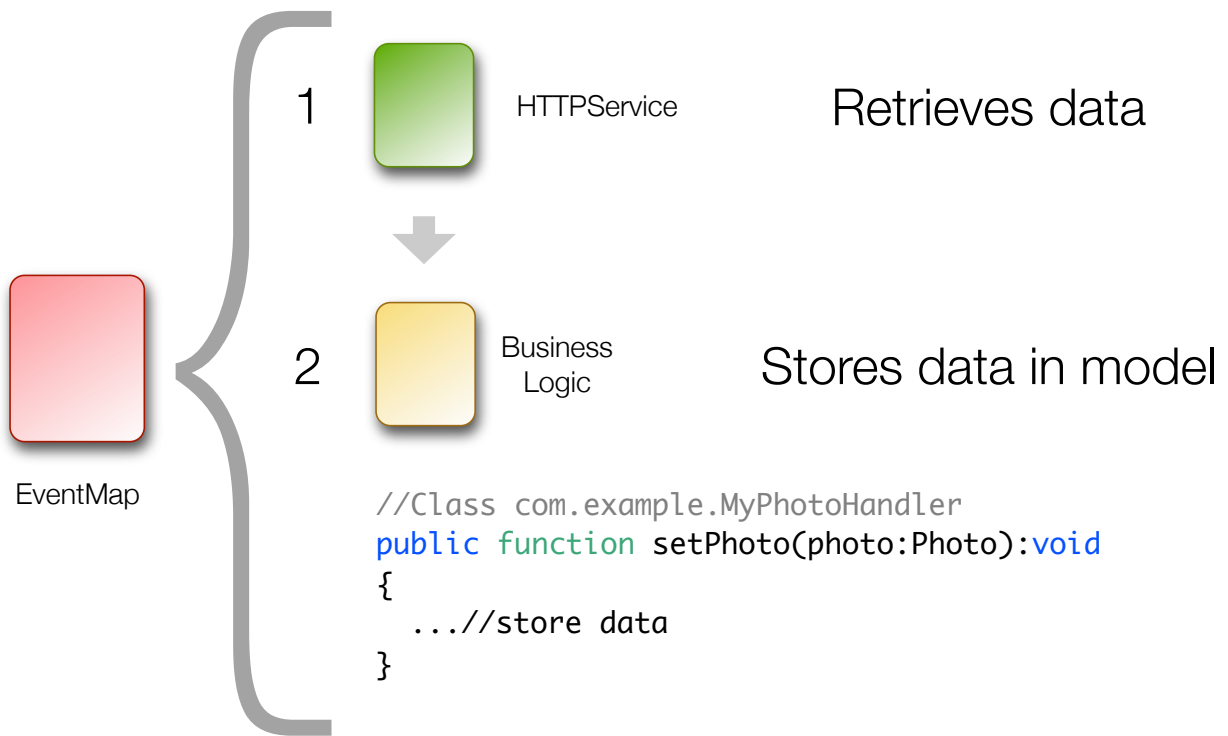 1
HTTPService
Retrieves data
EventMap
2
Business
Logic
Stores data in model
//Class com.example.MyPhotoHandler
public function setPhoto(photo:Photo):void
{
...//store data
}